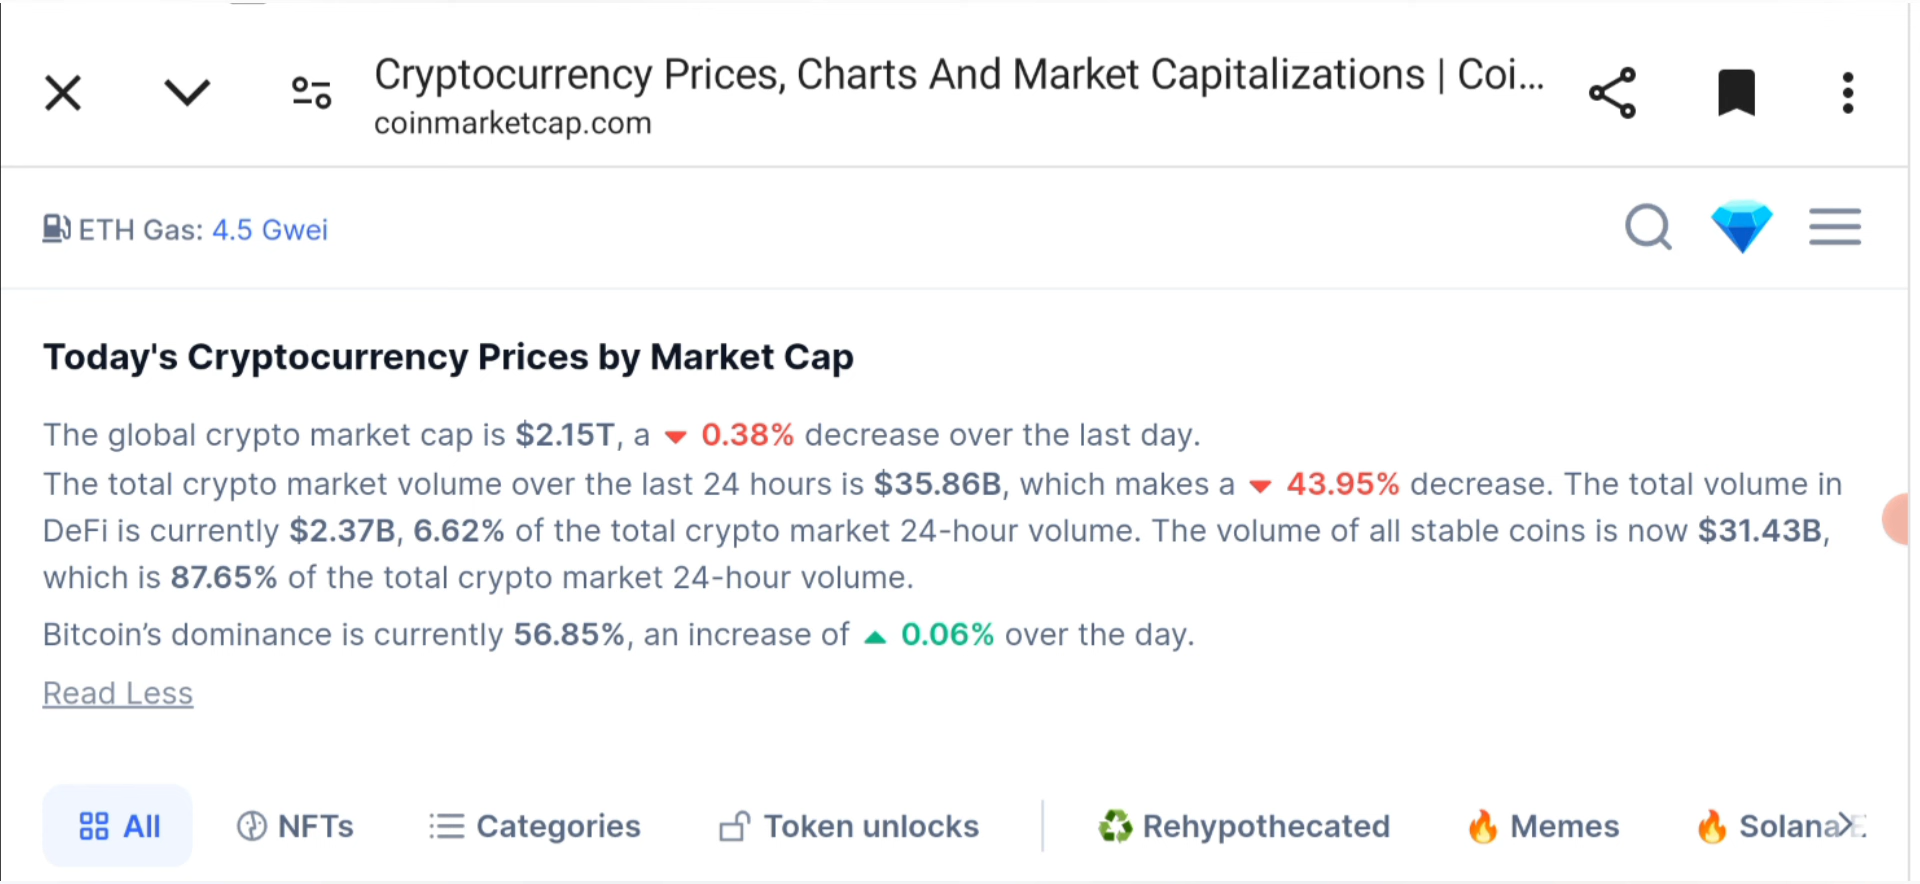 Cryptocurrency Prices, Charts And Market Capitalizations | Coi...
coinmarketcap.com
ETH Gas: 4.5 Gwei
Today's Cryptocurrency Prices by Market Cap
The global crypto market cap is $2.15T, a ▼ 0.38% decrease over the last day.
The total crypto market volume over the last 24 hours is $35.86B, which makes a ▼ 43.95% decrease. The total volume in
DeFi is currently $2.37B, 6.62% of the total crypto market 24-hour volume. The volume of all stable coins is now $31.43B,
which is 87.65% of the total crypto market 24-hour volume.
Bitcoin’s dominance is currently 56.85%, an increase of ▲ 0.06% over the day.
Read Less
All NFTs Categories Token unlocks Rehypothecated Memes Solana